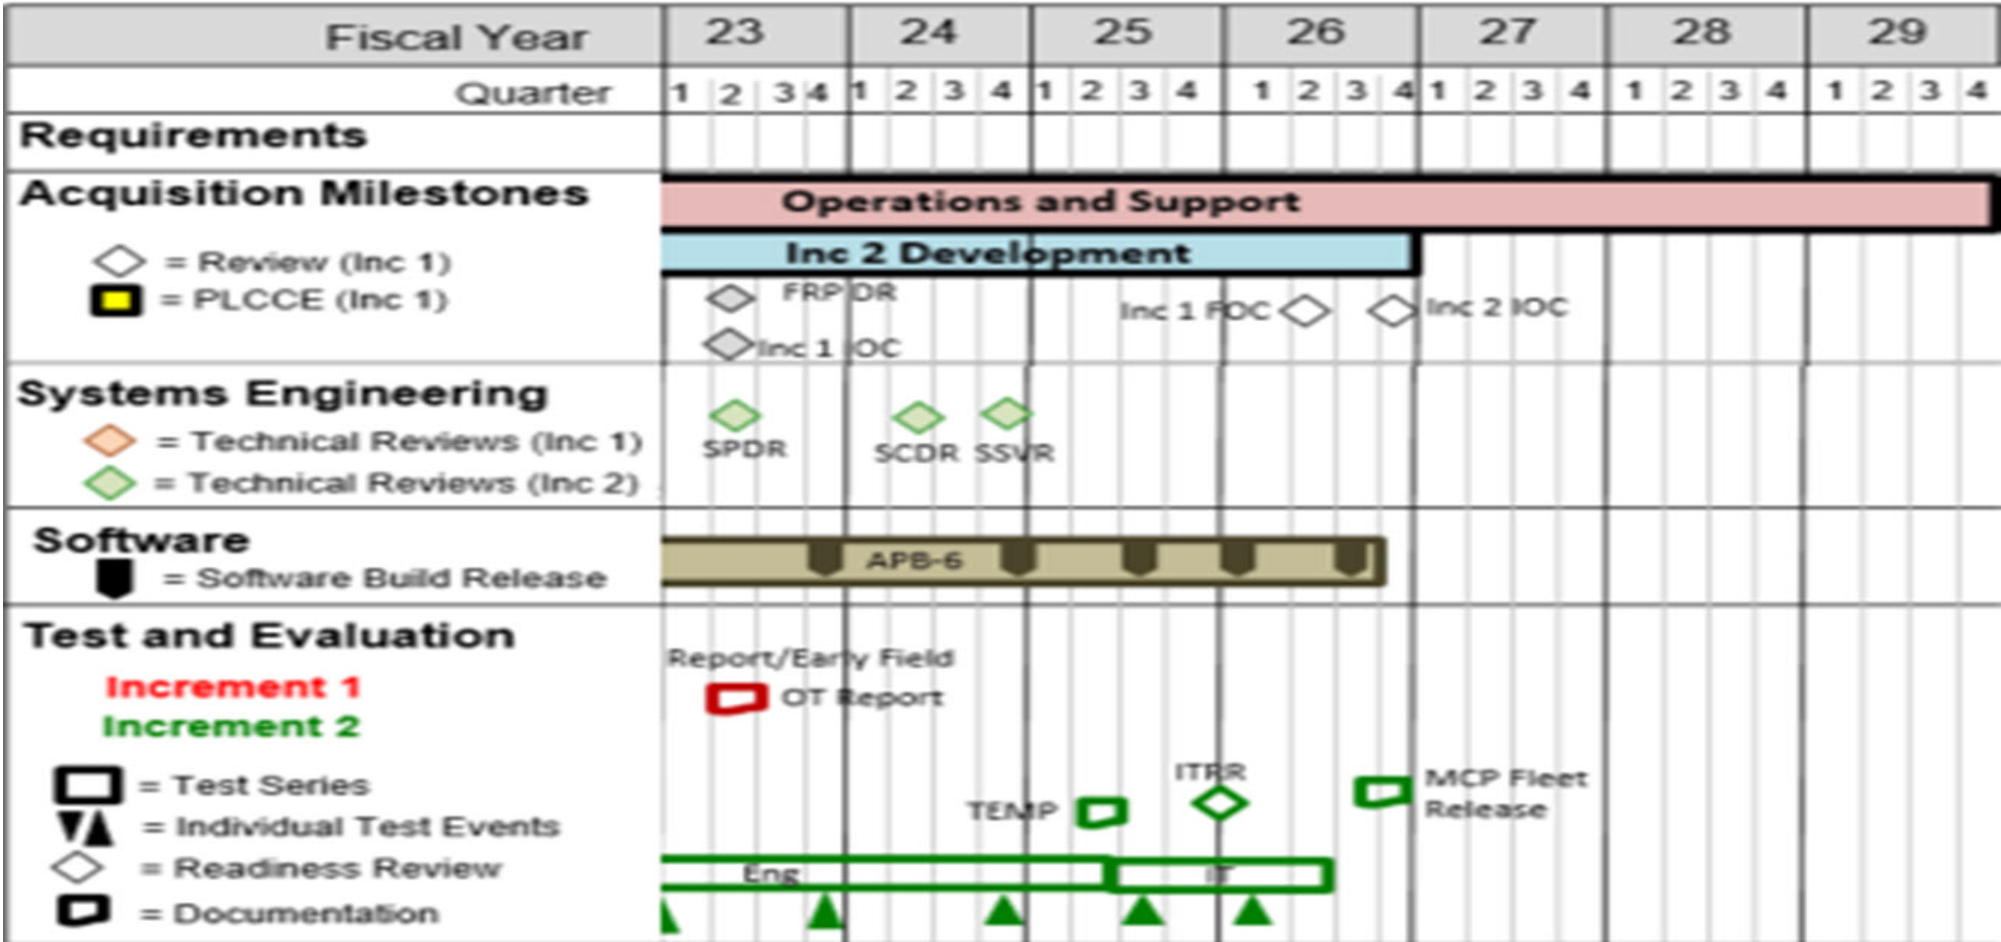 Fiscal Year 23 24 25 26 27 28 29
Quarter 1 2 3 4 1 2 3 4 1 2 3 4 1 2 3 4 1 2 3 4 1 2 3 4 1 2 3 4
Requirements
Acquisition Milestones
Operations and Support
Inc 2 Development
= Review (Inc 1)
= PLCCE (Inc 1)
FRP DR
Inc 1 IOC
Inc 1 FOC
Inc 2 IOC
Systems Engineering
= Technical Reviews (Inc 1)
= Technical Reviews (Inc 2)
SPDR
SCDR
SSVR
Software
= Software Build Release
APB-6
Test and Evaluation
Increment 1
Increment 2
= Test Series
= Individual Test Events
= Readiness Review
= Documentation
Report/Early Field
OT Report
TEMP
ITRR
MCP Fleet
Release
Eng
IT